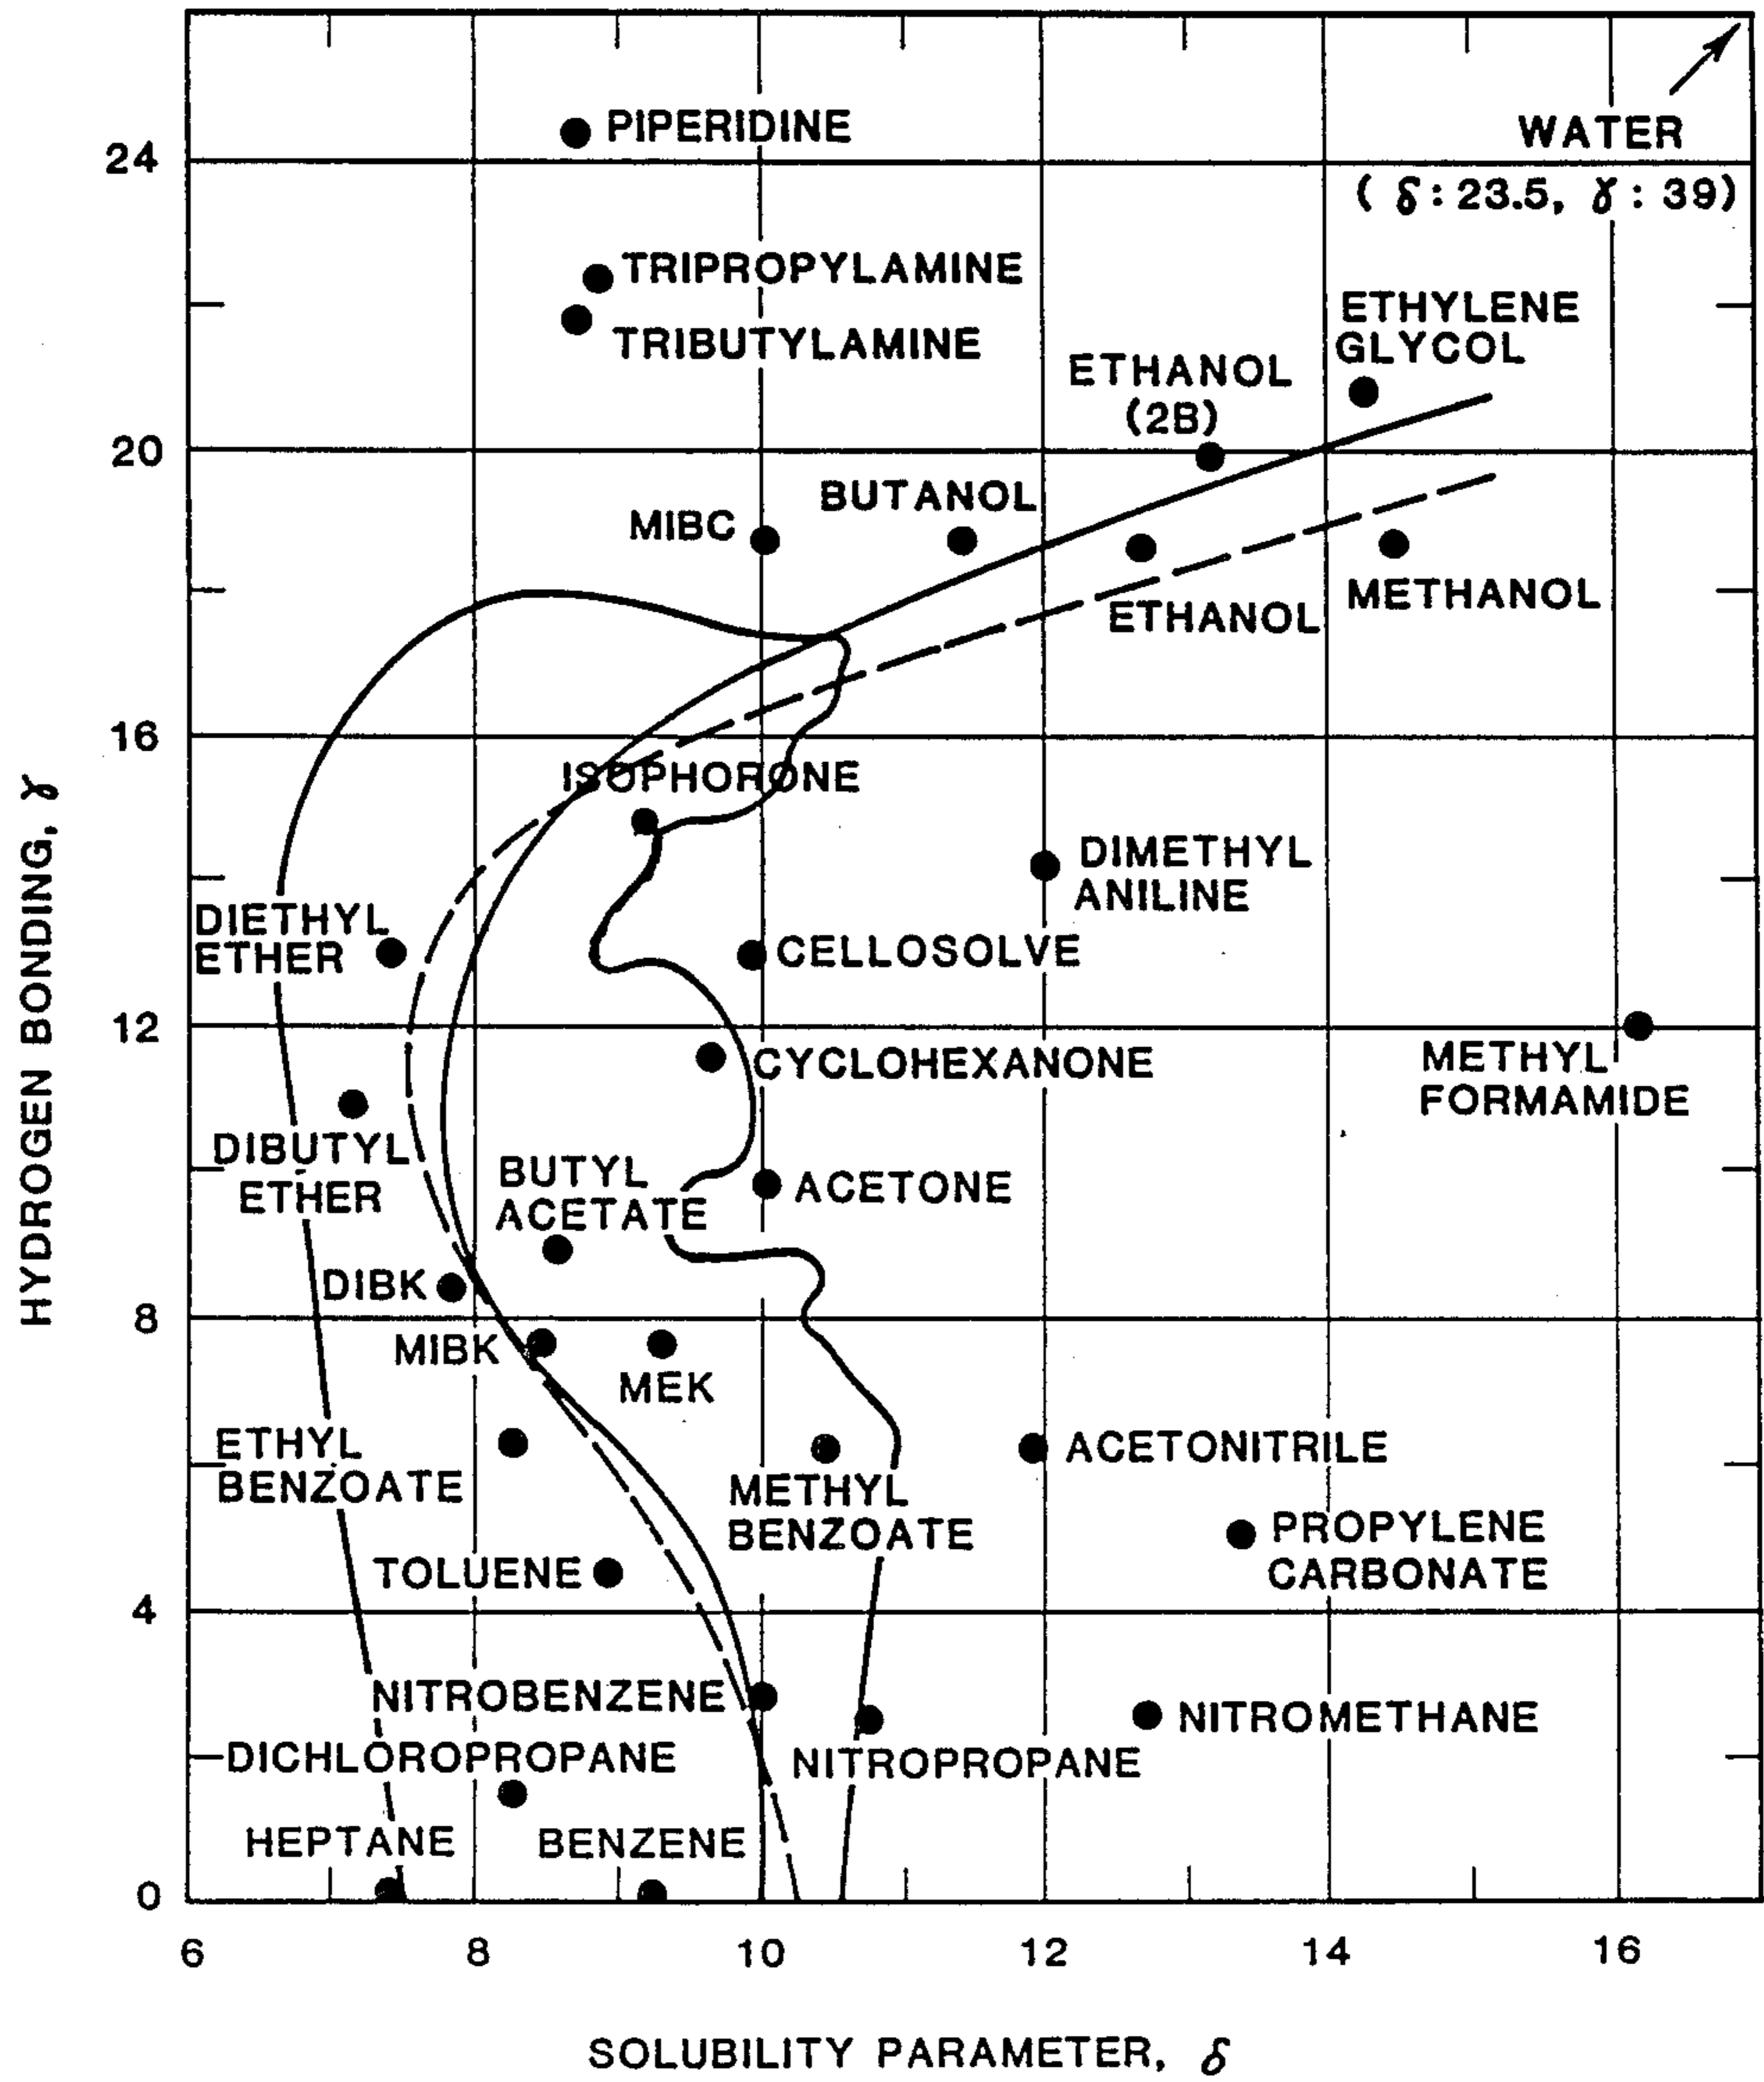 PIPERIDINE
WATER
24
( δ: 23.5, γ: 39)
TRIPROPYLAMINE
TRIBUTYLAMINE
ETHYLENE
GLYCOL
ETHANOL
(2B)
20
BUTANOL
MIBC
METHANOL
ETHANOL
16
ISOPHORONE
DIMETHYL
ANILINE
DIETHYL
ETHER
CELLOSOLVE
12
CYCLOHEXANONE
METHYL
FORMAMIDE
DIBUTYL
ETHER
BUTYL
ACETATE
ACETONE
DIBK
8
MIBK
MEK
ETHYL
BENZOATE
ACETONITRILE
METHYL
BENZOATE
PROPYLENE
CARBONATE
TOLUENE
4
NITROBENZENE
NITROMETHANE
DICHLOROPROPANE
NITROPROPANE
HEPTANE
BENZENE
0
6 8 10 12 14 16
SOLUBILITY PARAMETER, δ
HYDROGEN BONDING, γ